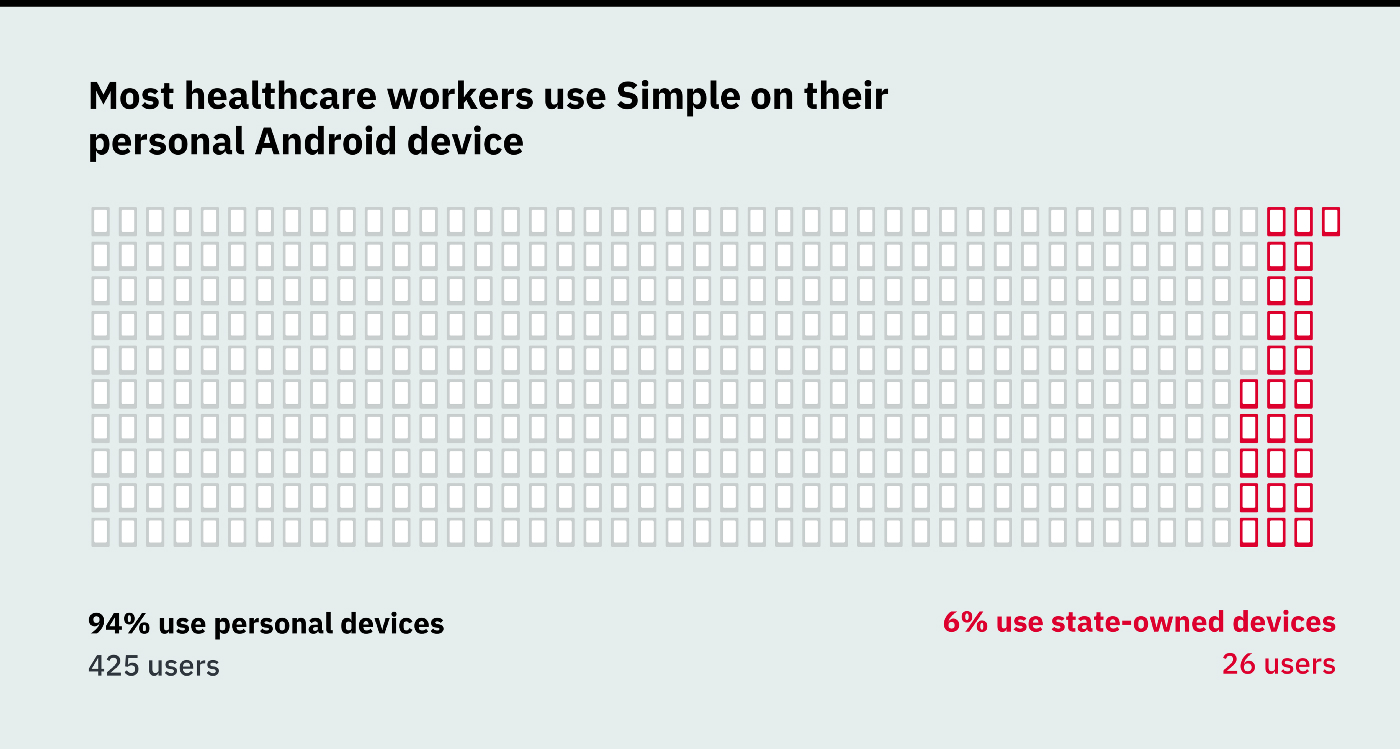 Most healthcare workers use Simple on their
personal Android device
94% use personal devices
425 users
6% use state-owned devices
26 users